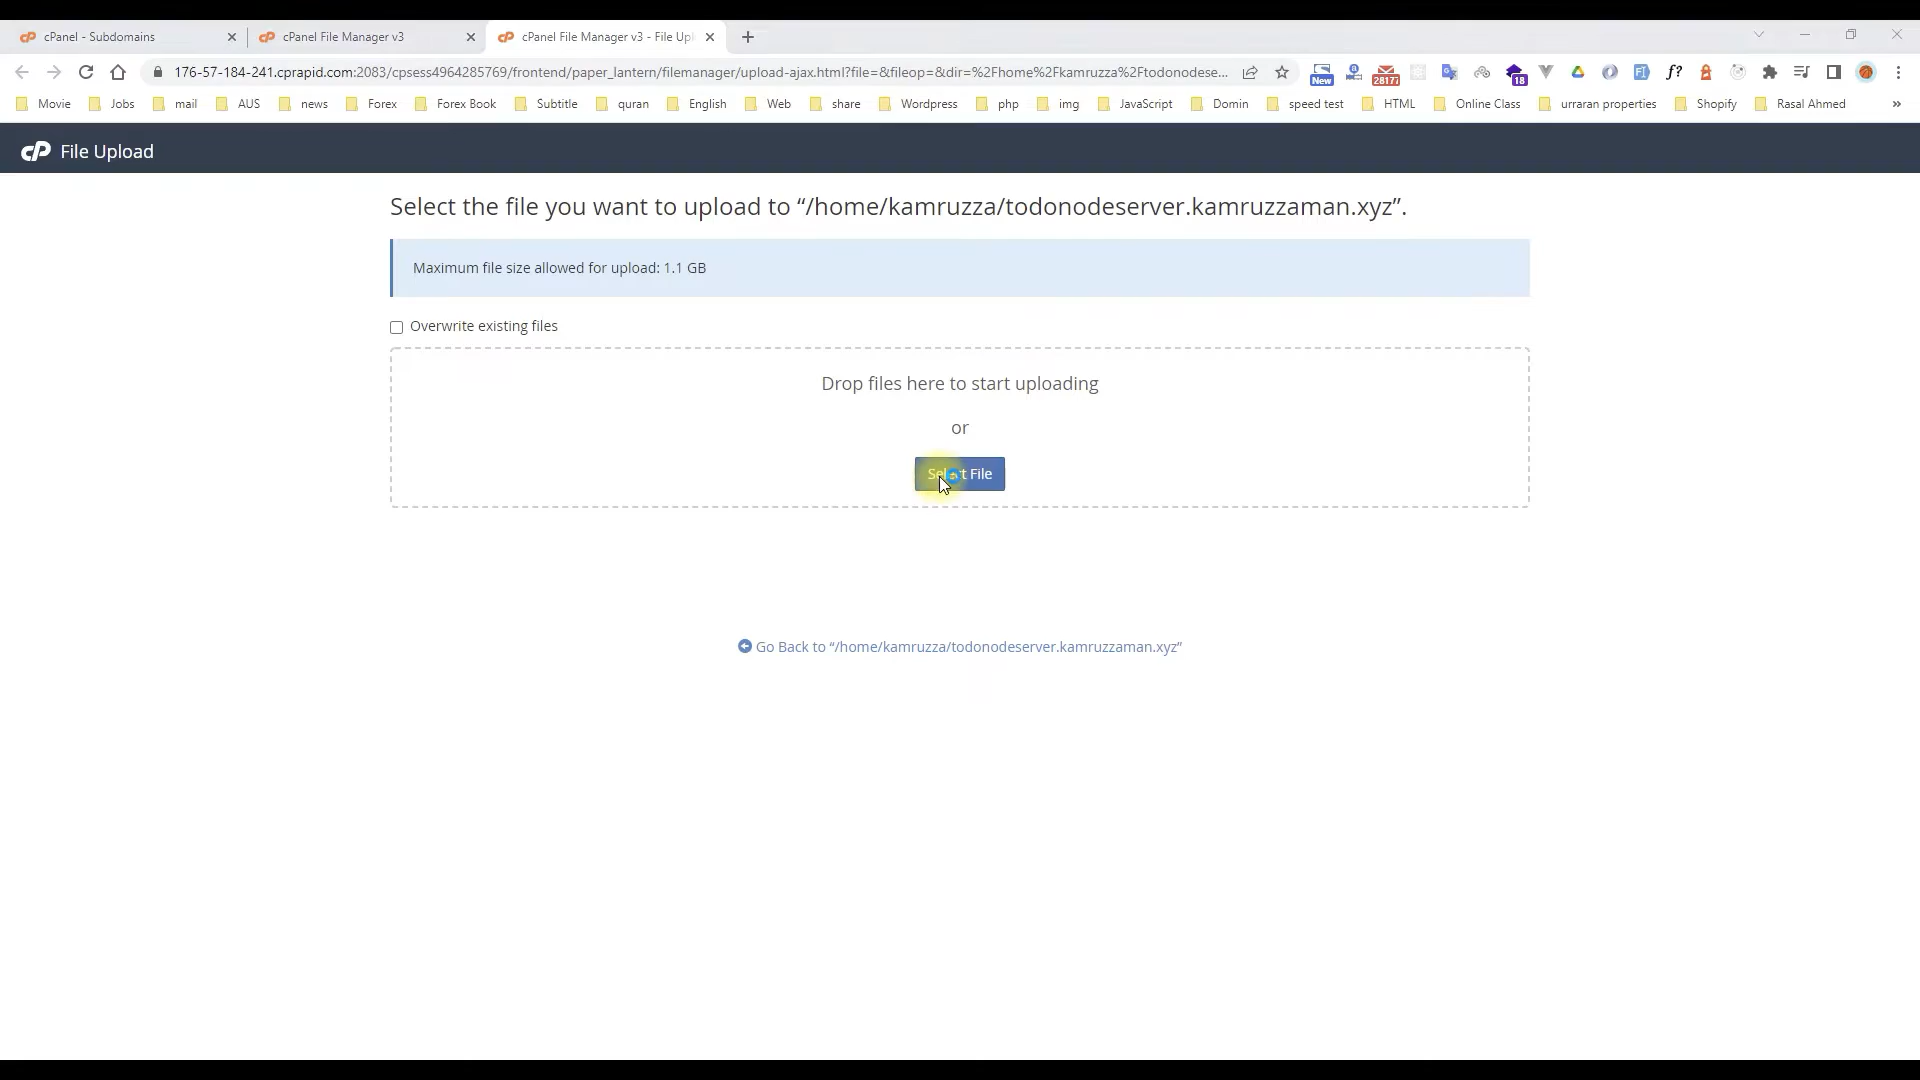 cPanel - Subdomains
cPanel File Manager v3
cPanel File Manager v3 - File Upl
176-57-184-241.cprapid.com:2083/cpsess4964285769/frontend/paper_lantern/filemanager/upload-ajax.html?file=&fileop=&dir=%2Fhome%2Fkamruzza%2Ftodonodese...
New
28177
18
f?
Movie
Jobs
mail
AUS
news
Forex
Forex Book
Subtitle
quran
English
Web
share
Wordpress
php
img
JavaScript
Domin
speed test
HTML
Online Class
urraran properties
Shopify
Rasal Ahmed
»
cP File Upload
Select the file you want to upload to “/home/kamruzza/todonodeserver.kamruzzaman.xyz”.
Maximum file size allowed for upload: 1.1 GB
Overwrite existing files
Drop files here to start uploading
or
Select File
Go Back to “/home/kamruzza/todonodeserver.kamruzzaman.xyz”